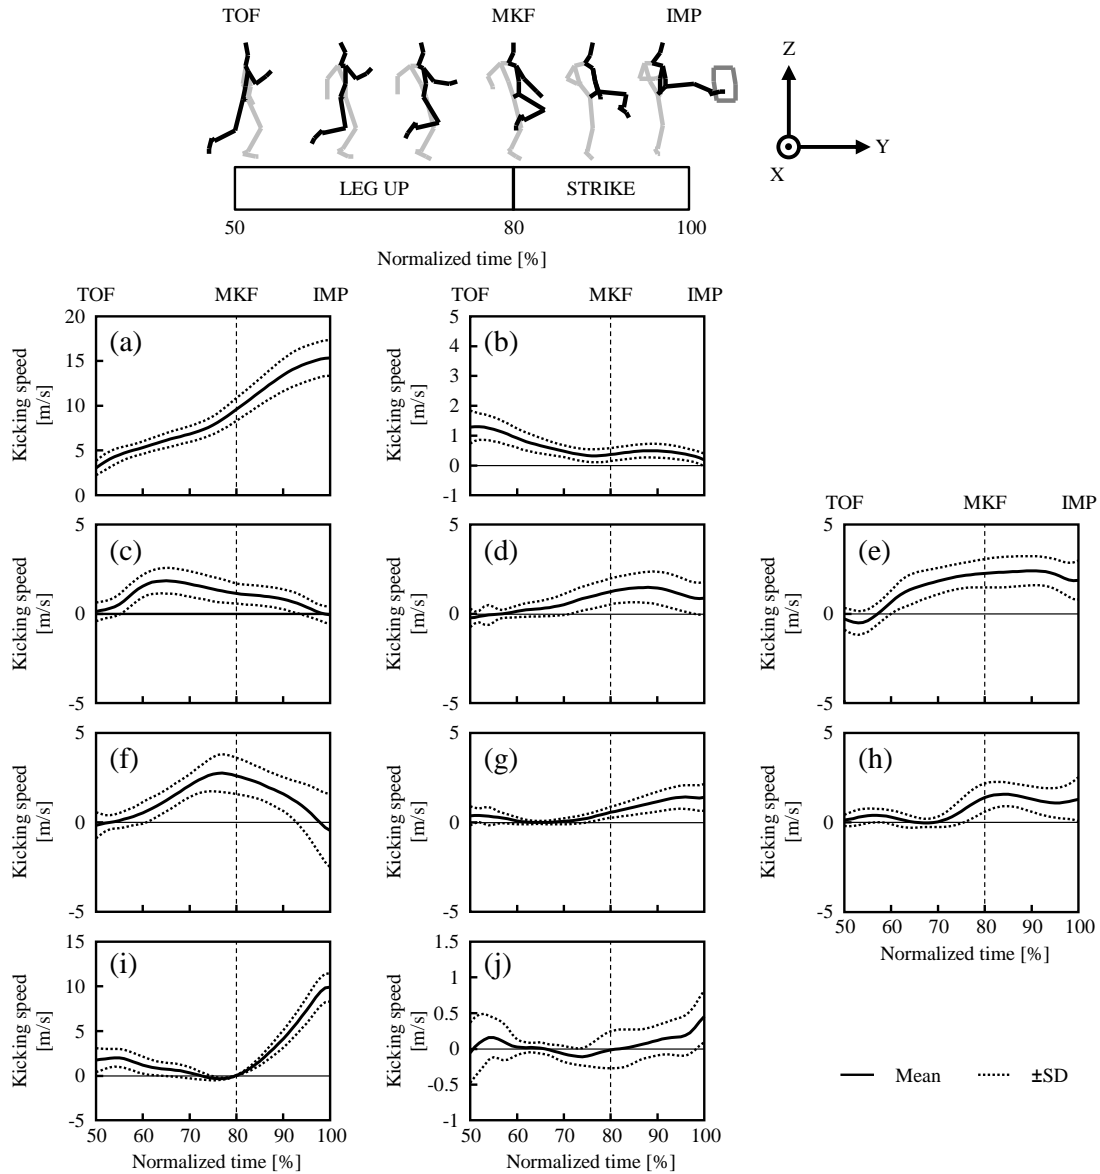 TOF MKF IMP
Z
Y
X
LEG UP STRIKE
50 80 100
Normalized time [%]
TOF MKF IMP
(a)
Kicking speed
[m/s]
20
15
10
5
0
TOF MKF IMP
(b)
Kicking speed
[m/s]
5
4
3
2
1
0
-1
(c)
Kicking speed
[m/s]
5
0
-5
(d)
Kicking speed
[m/s]
5
0
-5
TOF MKF IMP
(e)
Kicking speed
[m/s]
5
0
-5
(f)
Kicking speed
[m/s]
5
0
-5
(g)
Kicking speed
[m/s]
5
0
-5
(h)
Kicking speed
[m/s]
5
0
-5
50 60 70 80 90 100
Normalized time [%]
(i)
Kicking speed
[m/s]
15
10
5
0
-5
50 60 70 80 90 100
Normalized time [%]
(j)
Kicking speed
[m/s]
1.5
1
0.5
0
-0.5
-1
50 60 70 80 90 100
Normalized time [%]
Mean ±SD